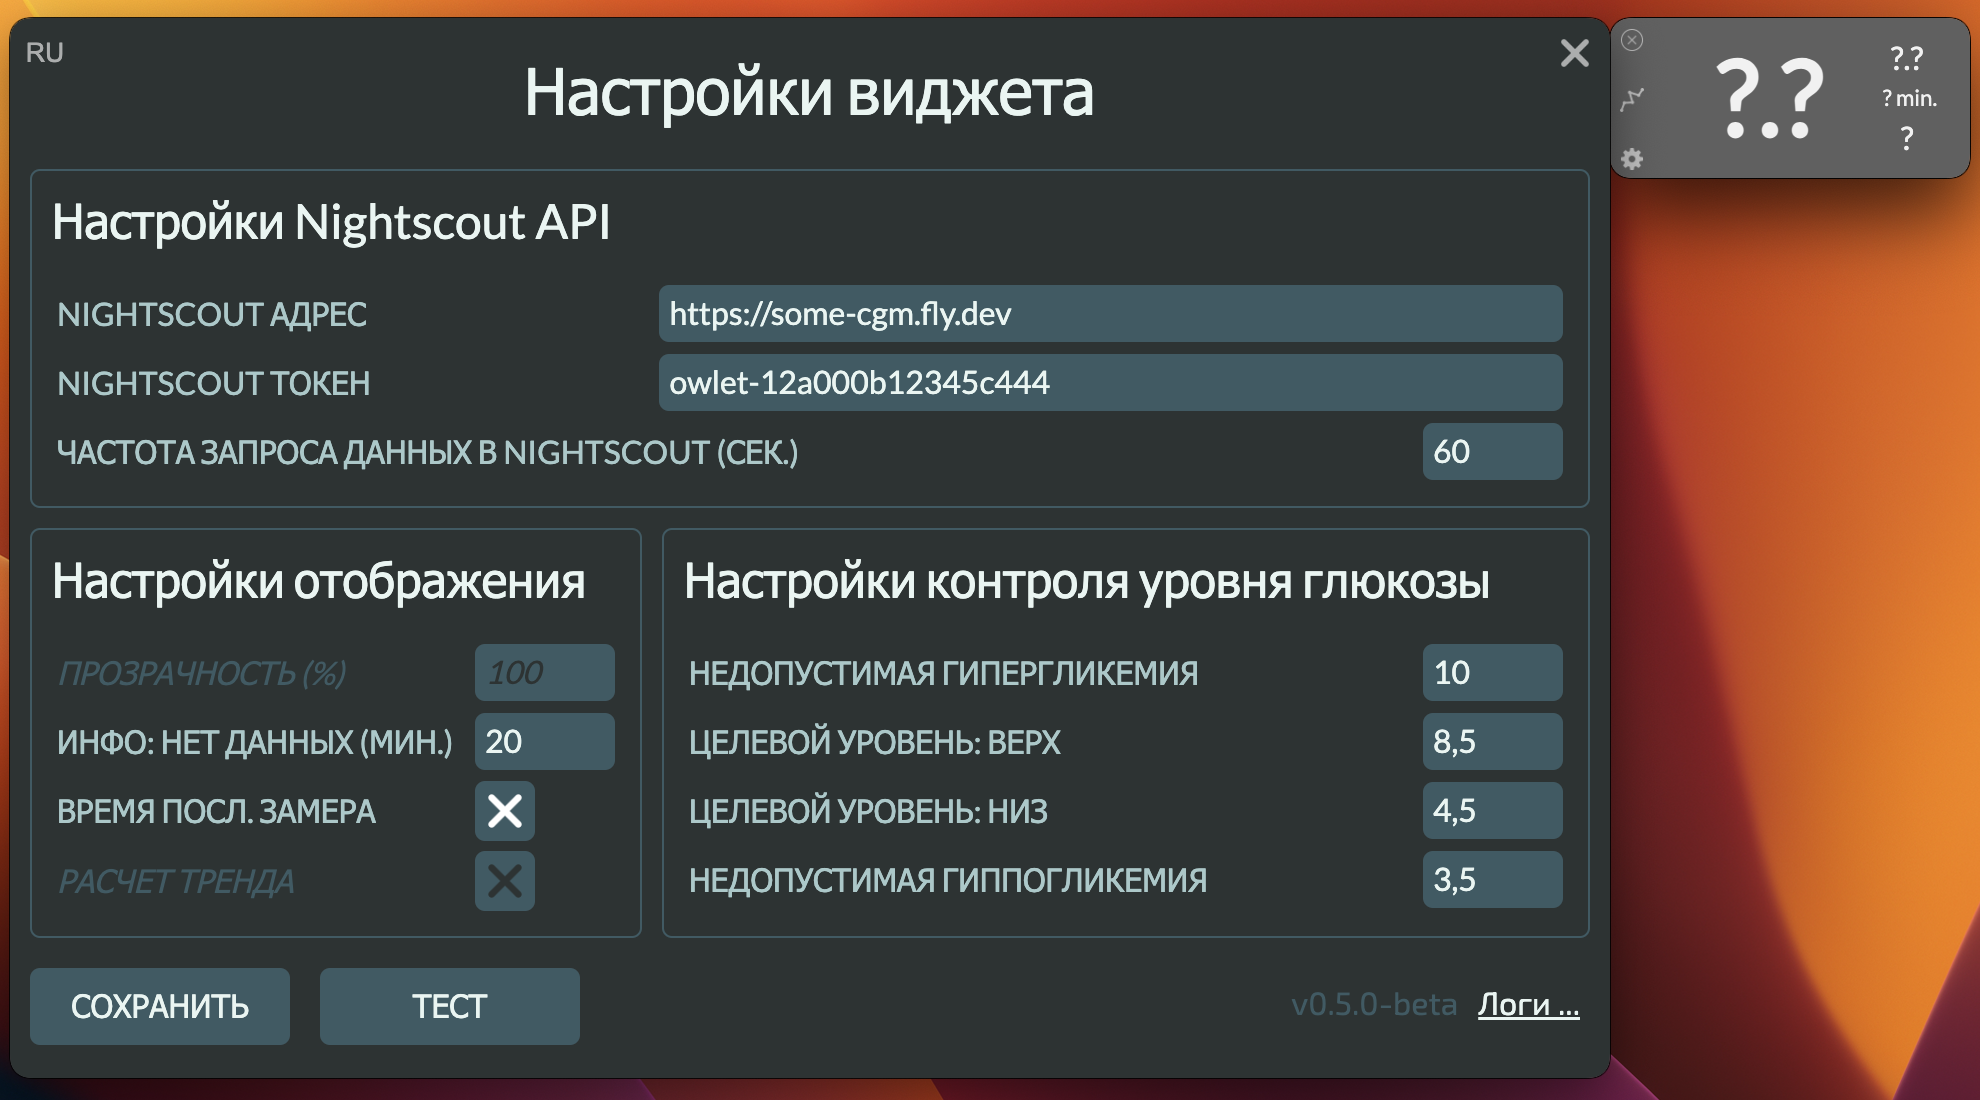 RU
Настройки виджета
?.?
?.?
? min.
?
Настройки Nightscout API
NIGHTSCOUT АДРЕС
https://some-cgm.fly.dev
NIGHTSCOUT ТОКЕН
owlet-12a000b12345c444
ЧАСТОТА ЗАПРОСА ДАННЫХ В NIGHTSCOUT (СЕК.)
60
Настройки отображения
ПРОЗРАЧНОСТЬ (%)
100
ИНФО: НЕТ ДАННЫХ (МИН.)
20
ВРЕМЯ ПОСЛ. ЗАМЕРА
РАСЧЕТ ТРЕНДА
Настройки контроля уровня глюкозы
НЕДОПУСТИМАЯ ГИПЕРГЛИКЕМИЯ
10
ЦЕЛЕВОЙ УРОВЕНЬ: ВЕРХ
8,5
ЦЕЛЕВОЙ УРОВЕНЬ: НИЗ
4,5
НЕДОПУСТИМАЯ ГИППОГЛИКЕМИЯ
3,5
СОХРАНИТЬ
ТЕСТ
v0.5.0-beta
Логи ...